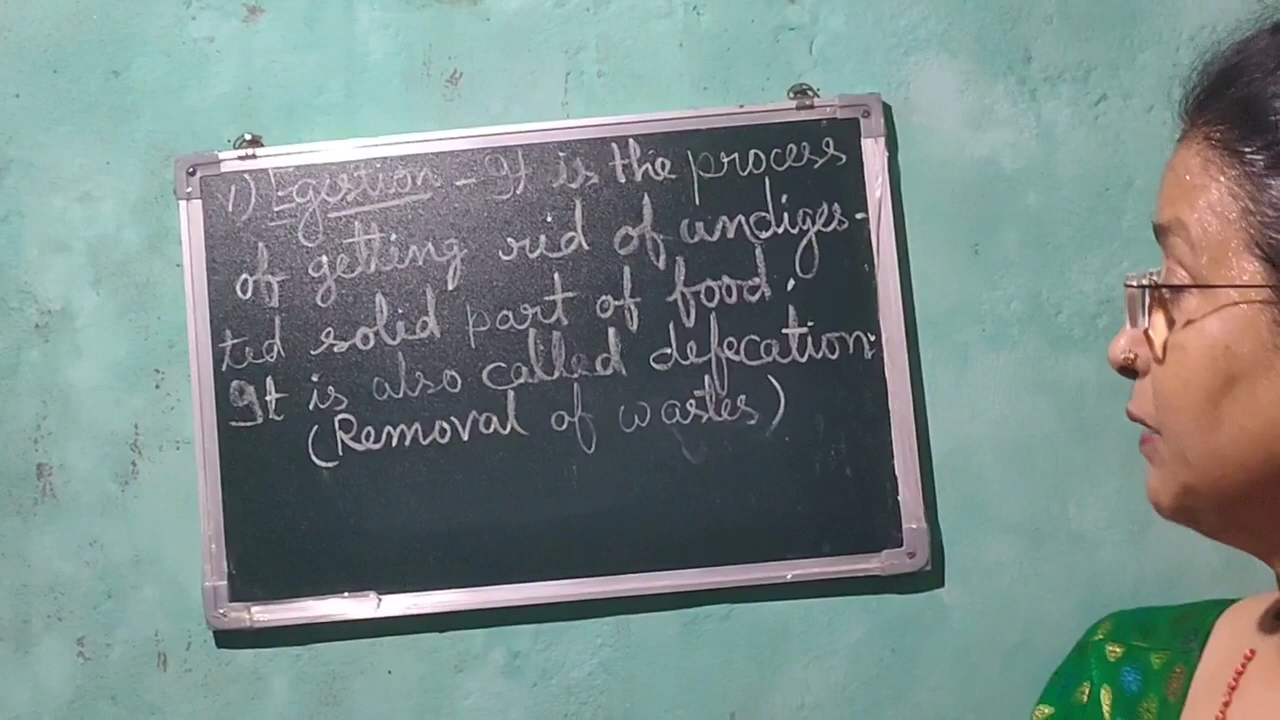 1) Egestion - It is the process
of getting rid of undiges-
ted solid part of food.
It is also called defecation.
(Removal of wastes)